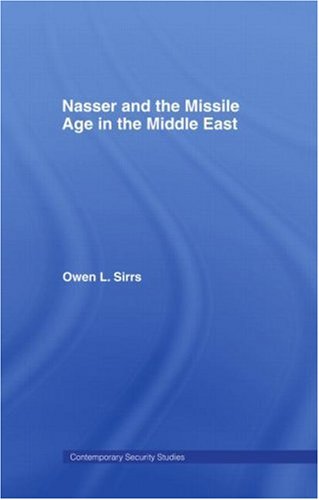 Nasser and the Missile
Age in the Middle East
Owen L. Sirrs
Contemporary Security Studies